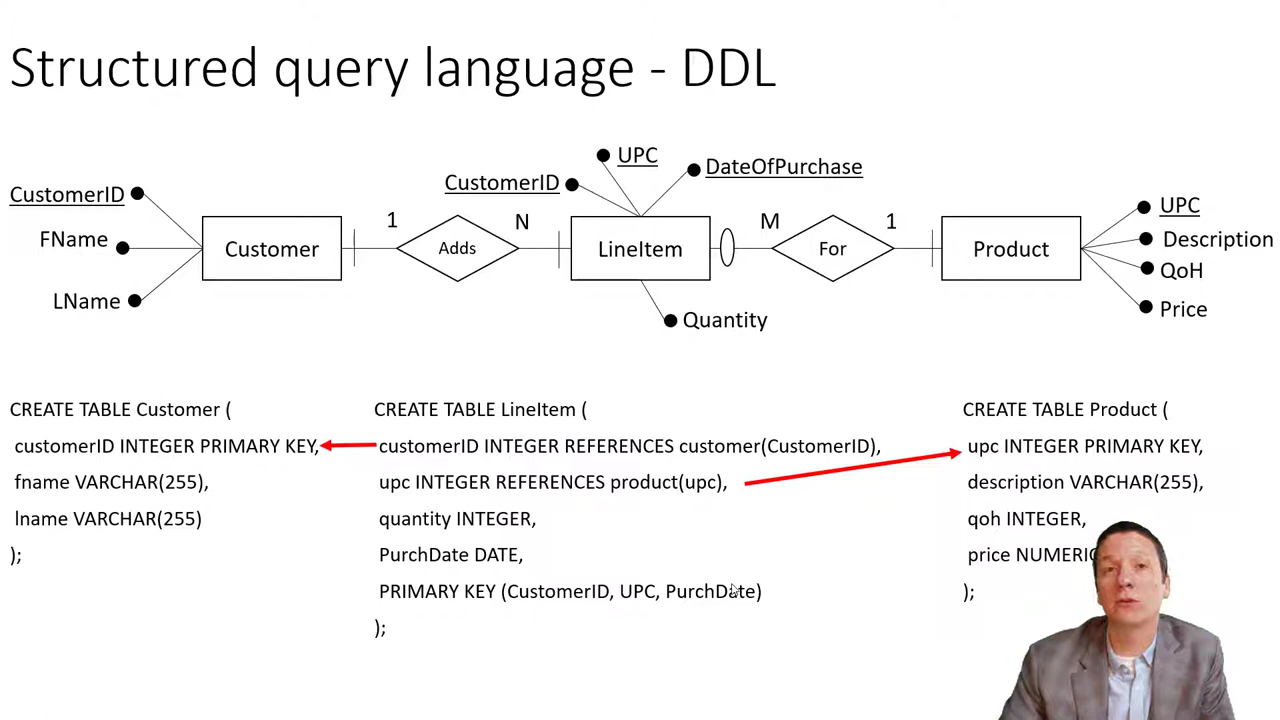 Structured query language - DDL
UPC
DateOfPurchase
CustomerID
CustomerID
UPC
FName
1
N
M
1
Description
Customer
Adds
LineItem
For
Product
QoH
LName
Price
Quantity
CREATE TABLE Customer (
customerID INTEGER PRIMARY KEY,
fname VARCHAR(255),
lname VARCHAR(255)
);
CREATE TABLE LineItem (
customerID INTEGER REFERENCES customer(CustomerID),
upc INTEGER REFERENCES product(upc),
quantity INTEGER,
PurchDate DATE,
PRIMARY KEY (CustomerID, UPC, PurchDate)
);
CREATE TABLE Product (
upc INTEGER PRIMARY KEY,
description VARCHAR(255),
qoh INTEGER,
price
);